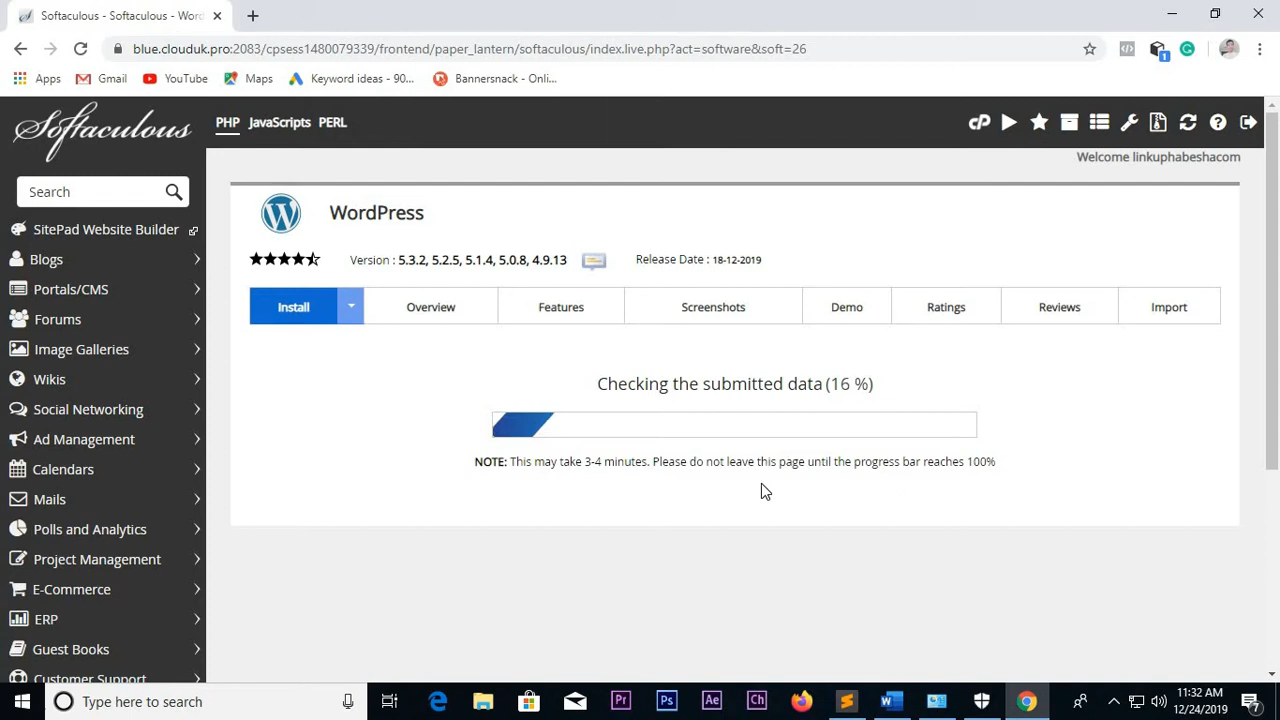 Softaculous - Softaculous - Word
blue.clouduk.pro:2083/cpsess1480079339/frontend/paper_lantern/softaculous/index.live.php?act=software&soft=26
Apps
Gmail
YouTube
Maps
Keyword ideas - 90...
Bannersnack - Onli...
Softaculous
PHP
JavaScripts
PERL
Welcome linkuphabeshacom
Search
SitePad Website Builder
Blogs
Portals/CMS
Forums
Image Galleries
Wikis
Social Networking
Ad Management
Calendars
Mails
Polls and Analytics
Project Management
E-Commerce
ERP
Guest Books
Customer Support
WordPress
Version : 5.3.2, 5.2.5, 5.1.4, 5.0.8, 4.9.13
Release Date : 18-12-2019
Install
Overview
Features
Screenshots
Demo
Ratings
Reviews
Import
Checking the submitted data (16 %)
NOTE: This may take 3-4 minutes. Please do not leave this page until the progress bar reaches 100%
Type here to search
Pr
Ps
Ae
Ch
11:32 AM
12/24/2019
7